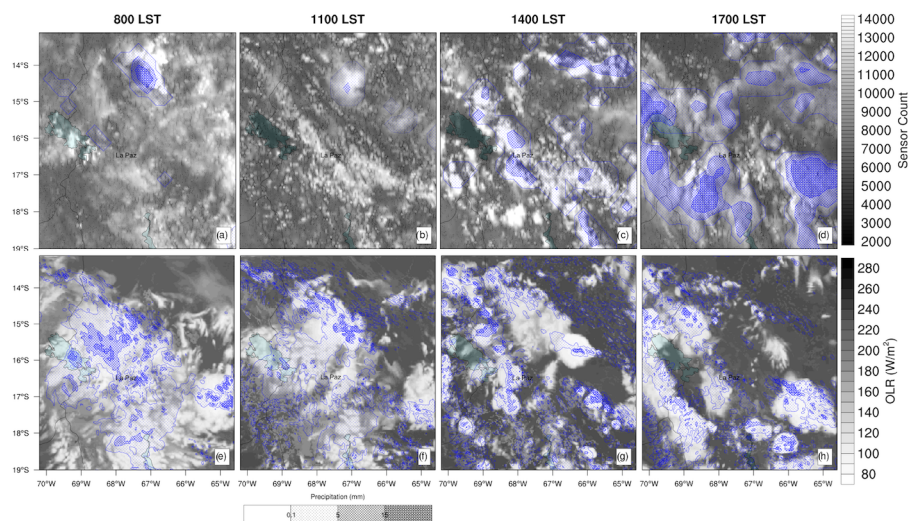 800 LST 1100 LST 1400 LST 1700 LST
14°S
15°S
16°S
17°S
18°S
19°S
La Paz La Paz La Paz La Paz
(a) (b) (c) (d)
14000
13000
12000
11000
10000
9000
8000
7000
6000
5000
4000
3000
2000
Sensor Count
14°S
15°S
16°S
17°S
18°S
19°S
La Paz La Paz La Paz La Paz
(e) (f) (g) (h)
280
260
240
220
200
180
160
140
120
100
80
OLR (W/m²)
70°W 69°W 68°W 67°W 66°W 65°W 70°W 69°W 68°W 67°W 66°W 65°W 70°W 69°W 68°W 67°W 66°W 65°W 70°W 69°W 68°W 67°W 66°W 65°W
Precipitation (mm)
0.1 5 15